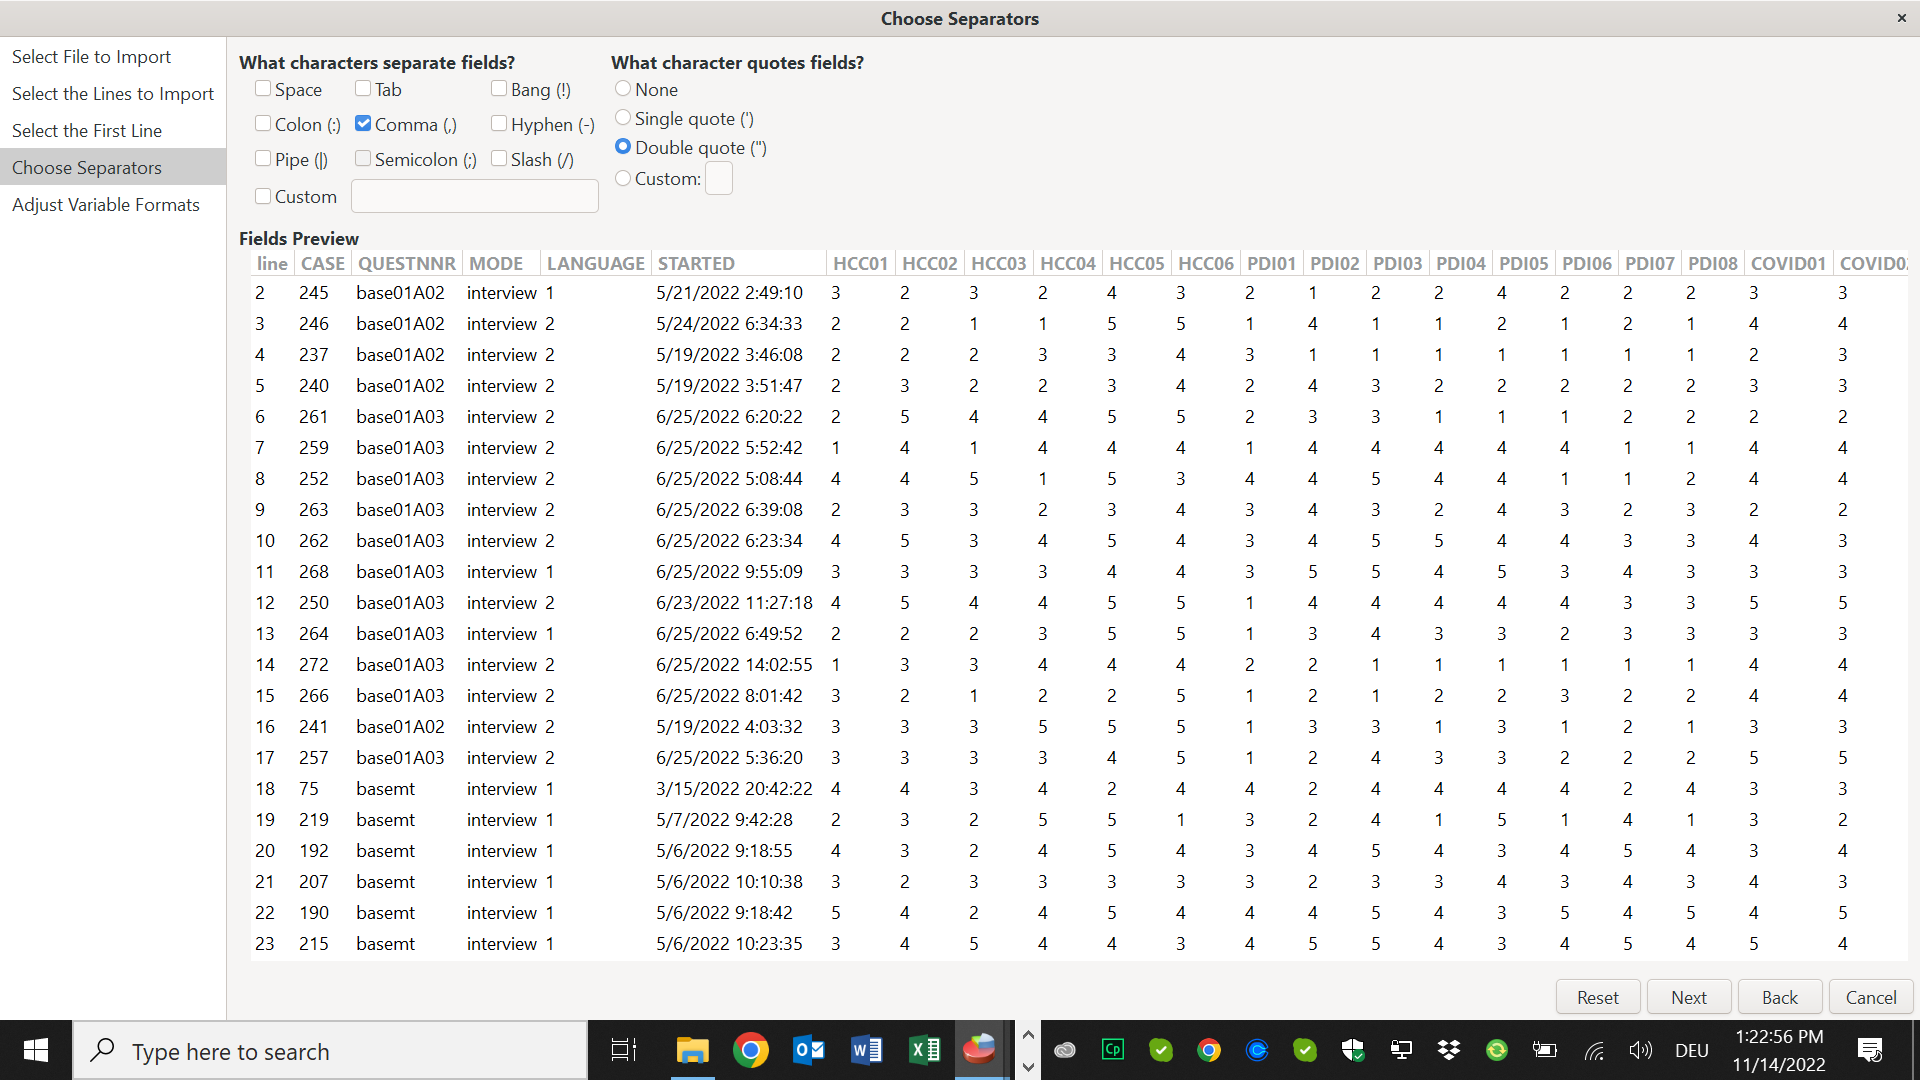 Choose Separators
Select File to Import
Select the Lines to Import
Select the First Line
Choose Separators
Adjust Variable Formats
What characters separate fields?
Space Tab Bang (!)
Colon (:) Comma (,) Hyphen (-)
Pipe (|) Semicolon (;) Slash (/)
Custom
What character quotes fields?
None
Single quote (')
Double quote (")
Custom:
Fields Preview
line CASE QUESTNNR MODE LANGUAGE STARTED HCC01 HCC02 HCC03 HCC04 HCC05 HCC06 PDI01 PDI02 PDI03 PDI04 PDI05 PDI06 PDI07 PDI08 COVID01
2 245 base01A02 interview 1 5/21/2022 2:49:10 3 2 3 2 4 3 2 1 2 2 4 2 2 2 3 3
3 246 base01A02 interview 2 5/24/2022 6:34:33 2 2 1 1 5 5 1 4 1 1 2 1 2 1 4 4
4 237 base01A02 interview 2 5/19/2022 3:46:08 2 2 2 3 3 4 3 1 1 1 1 1 1 1 2 3
5 240 base01A02 interview 2 5/19/2022 3:51:47 2 3 2 2 3 4 2 4 3 2 2 2 2 2 3 3
6 261 base01A03 interview 2 6/25/2022 6:20:22 2 5 4 4 5 5 2 3 3 1 1 1 2 2 2 2
7 259 base01A03 interview 2 6/25/2022 5:52:42 1 4 1 4 4 4 1 4 4 4 4 4 1 1 4 4
8 252 base01A03 interview 2 6/25/2022 5:08:44 4 4 5 1 5 3 4 4 5 4 4 1 1 2 4 4
9 263 base01A03 interview 2 6/25/2022 6:39:08 2 3 3 2 3 4 3 4 3 2 4 3 2 3 2 2
10 262 base01A03 interview 2 6/25/2022 6:23:34 4 5 3 4 5 4 3 4 5 5 4 4 3 3 4 3
11 268 base01A03 interview 1 6/25/2022 9:55:09 3 3 3 3 4 4 3 5 5 4 5 3 4 3 3 3
12 250 base01A03 interview 2 6/23/2022 11:27:18 4 5 4 4 5 5 1 4 4 4 4 4 3 3 5 5
13 264 base01A03 interview 1 6/25/2022 6:49:52 2 2 2 3 5 5 1 3 4 3 3 2 3 3 3 3
14 272 base01A03 interview 2 6/25/2022 14:02:55 1 3 3 4 4 4 2 2 1 1 1 1 1 1 4 4
15 266 base01A03 interview 2 6/25/2022 8:01:42 3 2 1 2 2 5 1 2 1 2 2 3 2 2 4 4
16 241 base01A02 interview 2 5/19/2022 4:03:32 3 3 3 5 5 5 1 3 3 1 3 1 2 1 3 3
17 257 base01A03 interview 2 6/25/2022 5:36:20 3 3 3 3 4 5 1 2 4 3 3 2 2 2 5 5
18 75 basemt interview 1 3/15/2022 20:42:22 4 4 3 4 2 4 4 2 4 4 4 4 2 4 3 3
19 219 basemt interview 1 5/7/2022 9:42:28 2 3 2 5 5 1 3 2 4 1 5 1 4 1 3 2
20 192 basemt interview 1 5/6/2022 9:18:55 4 3 2 4 5 4 3 4 5 4 3 4 5 4 3 4
21 207 basemt interview 1 5/6/2022 10:10:38 3 2 3 3 3 3 3 2 3 3 4 3 4 3 4 3
22 190 basemt interview 1 5/6/2022 9:18:42 5 4 2 4 5 4 4 4 5 4 3 5 4 5 4 5
23 215 basemt interview 1 5/6/2022 10:23:35 3 4 5 4 4 3 4 5 5 4 3 4 5 4 5 4
Reset Next Back Cancel
Type here to search
Cp
DEU
1:22:56 PM
11/14/2022